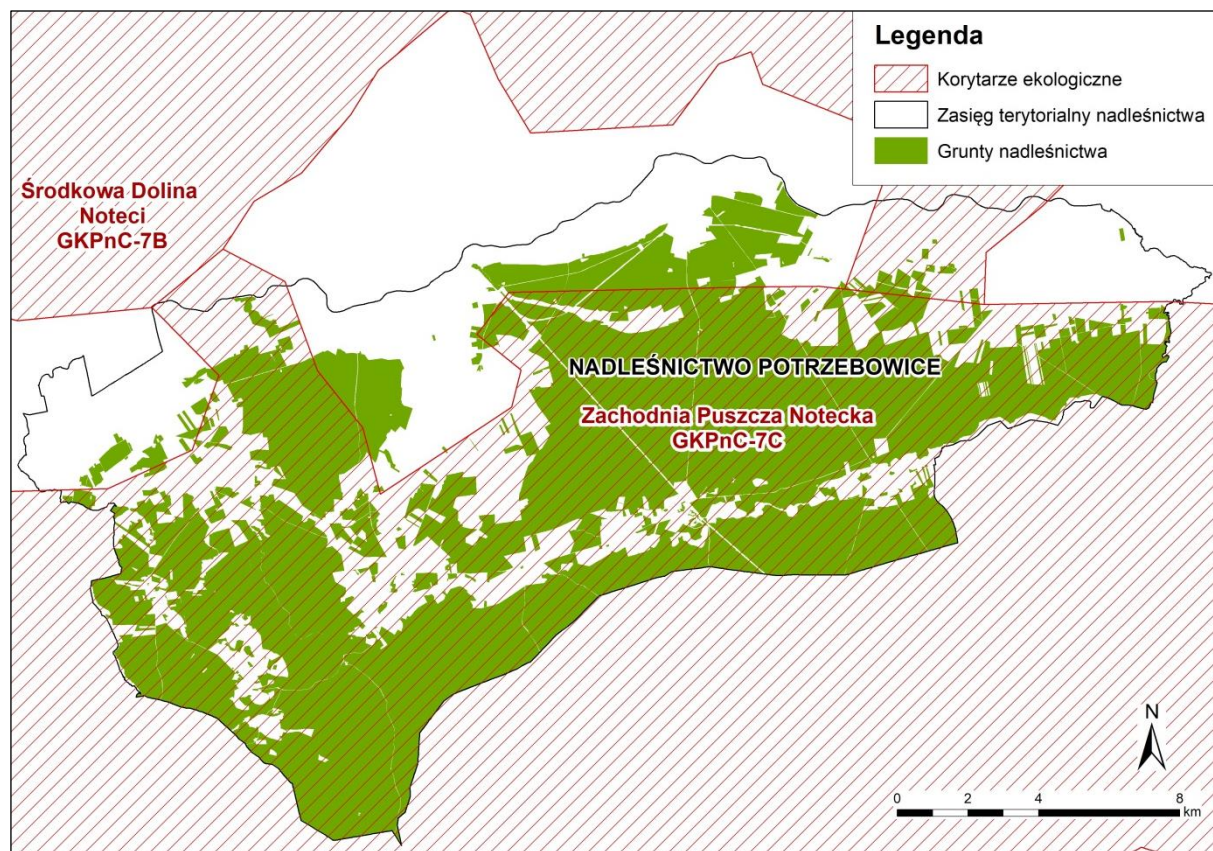 Legenda
Korytarze ekologiczne
Zasięg terytorialny nadleśnictwa
Grunty nadleśnictwa
Środkowa Dolina
Noteci
GKPnC-7B
NADLEŚNICTWO POTRZEBOWICE
Zachodnia Puszcza Notecka
GKPnC-7C
N
0 2 4 8
km